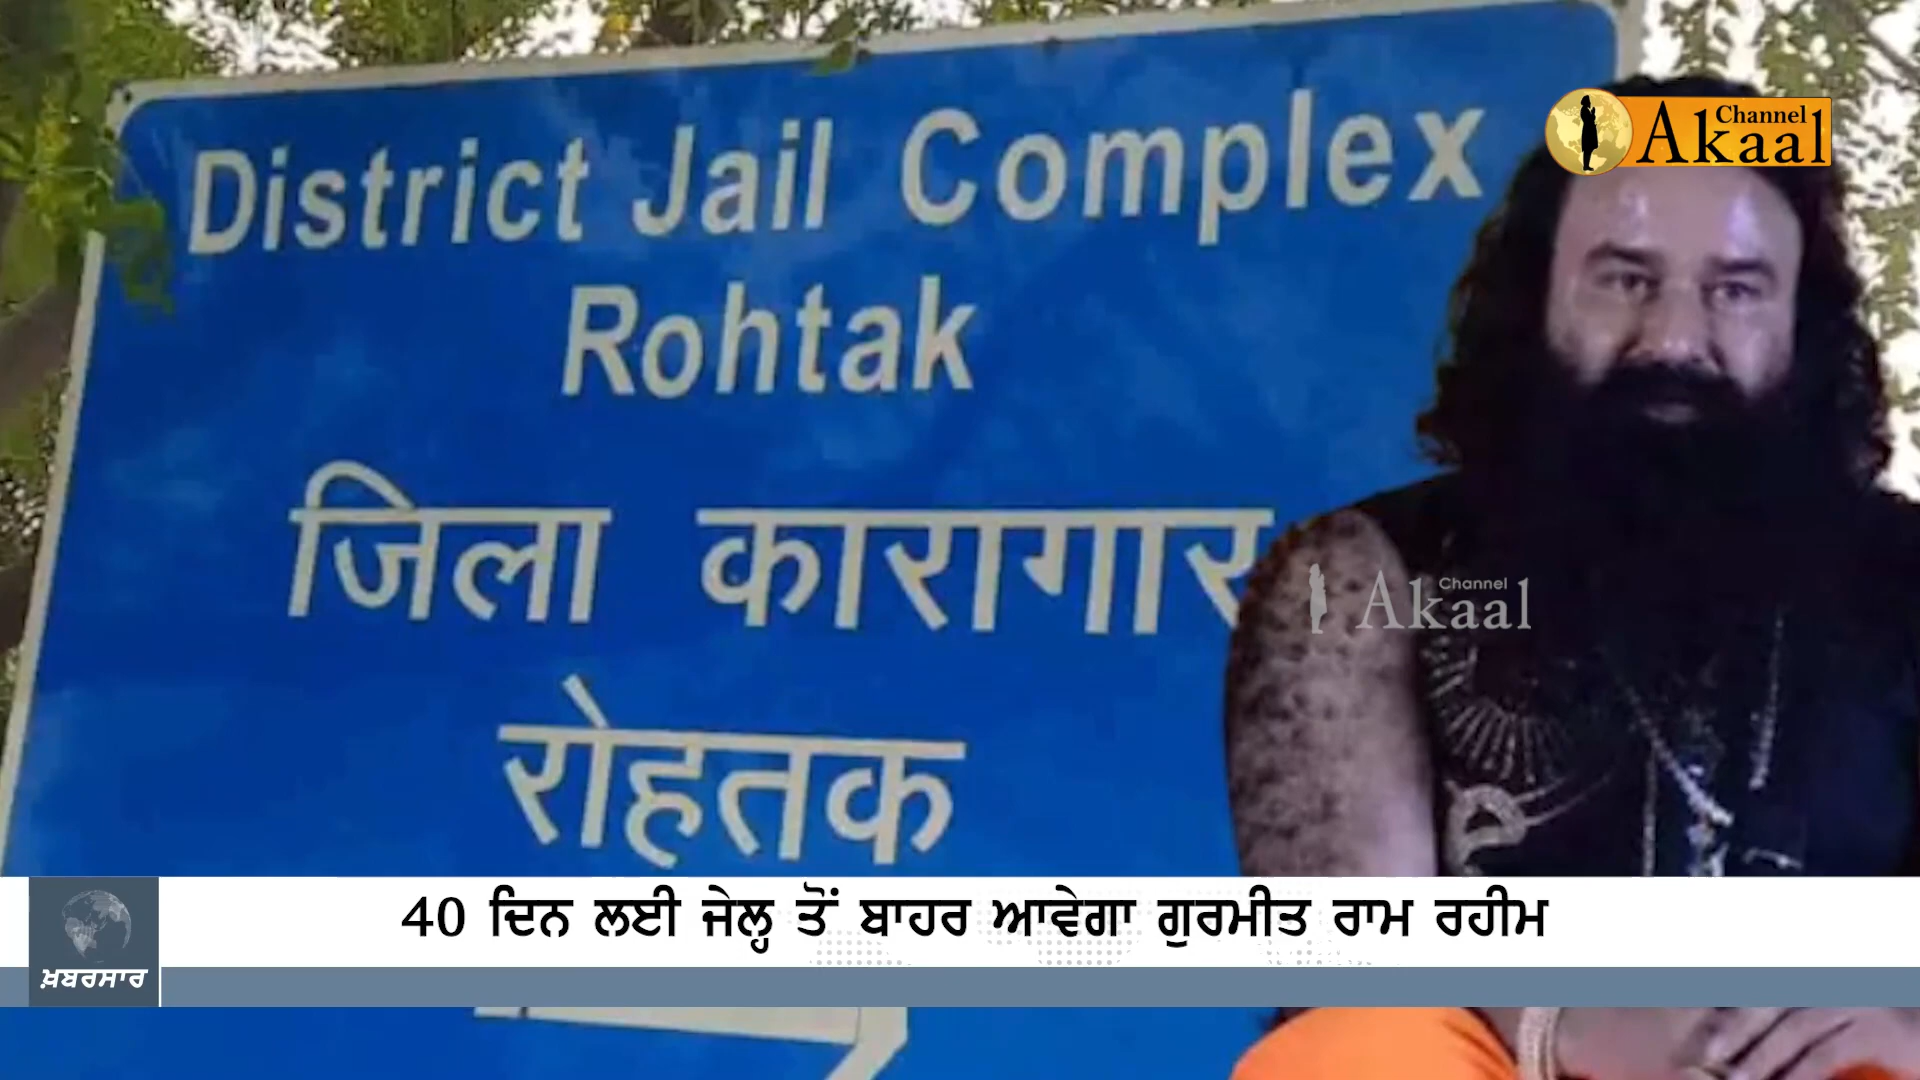 District Jail Complex
Rohtak
जिला कारागार
रोहतक
Channel
Akaal
Channel
Akaal
40 ਦਿਨ ਲਈ ਜੇਲ੍ਹ ਤੋਂ ਬਾਹਰ ਆਵੇਗਾ ਗੁਰਮੀਤ ਰਾਮ ਰਹੀਮ
ਖ਼ਬਰਸਾਰ